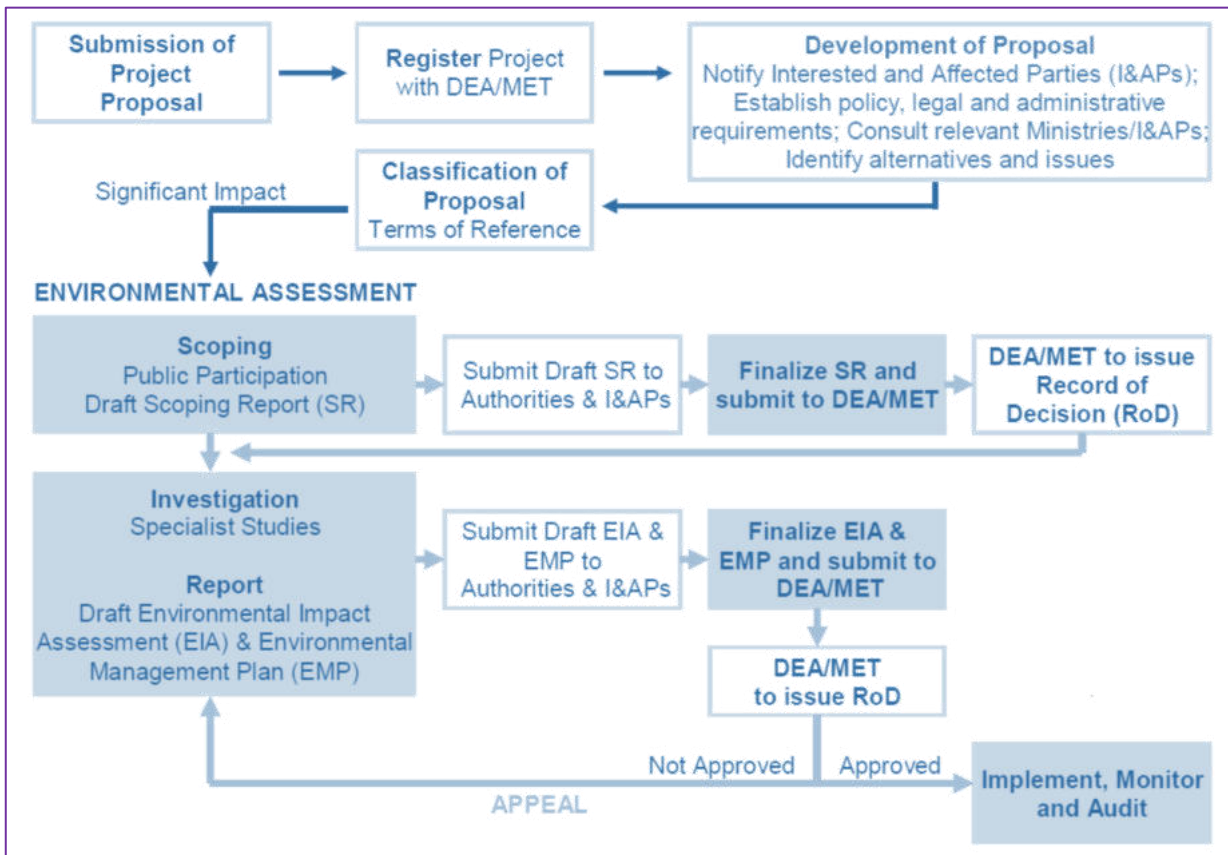 Submission of
Project
Proposal
Register Project
with DEA/MET
Development of Proposal
Notify Interested and Affected Parties (I&APs);
Establish policy, legal and administrative
requirements; Consult relevant Ministries/I&APs;
Identify alternatives and issues
Significant Impact
Classification of
Proposal
Terms of Reference
ENVIRONMENTAL ASSESSMENT
Scoping
Public Participation
Draft Scoping Report (SR)
Submit Draft SR to
Authorities & I&APs
Finalize SR and
submit to DEA/MET
DEA/MET to issue
Record of
Decision (RoD)
Investigation
Specialist Studies
Report
Draft Environmental Impact
Assessment (EIA) & Environmental
Management Plan (EMP)
Submit Draft EIA &
EMP to
Authorities & I&APs
Finalize EIA &
EMP and submit to
DEA/MET
DEA/MET
to issue RoD
Not Approved
Approved
APPEAL
Implement, Monitor
and Audit